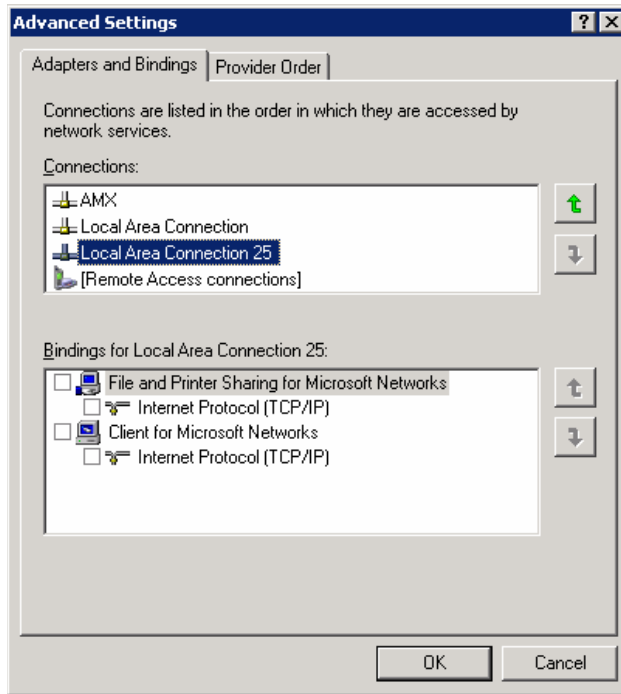 Advanced Settings
Adapters and Bindings
Provider Order
Connections are listed in the order in which they are accessed by
network services.
Connections:
AMX
Local Area Connection
Local Area Connection 25
[Remote Access connections]
Bindings for Local Area Connection 25:
File and Printer Sharing for Microsoft Networks
Internet Protocol (TCP/IP)
Client for Microsoft Networks
Internet Protocol (TCP/IP)
OK
Cancel